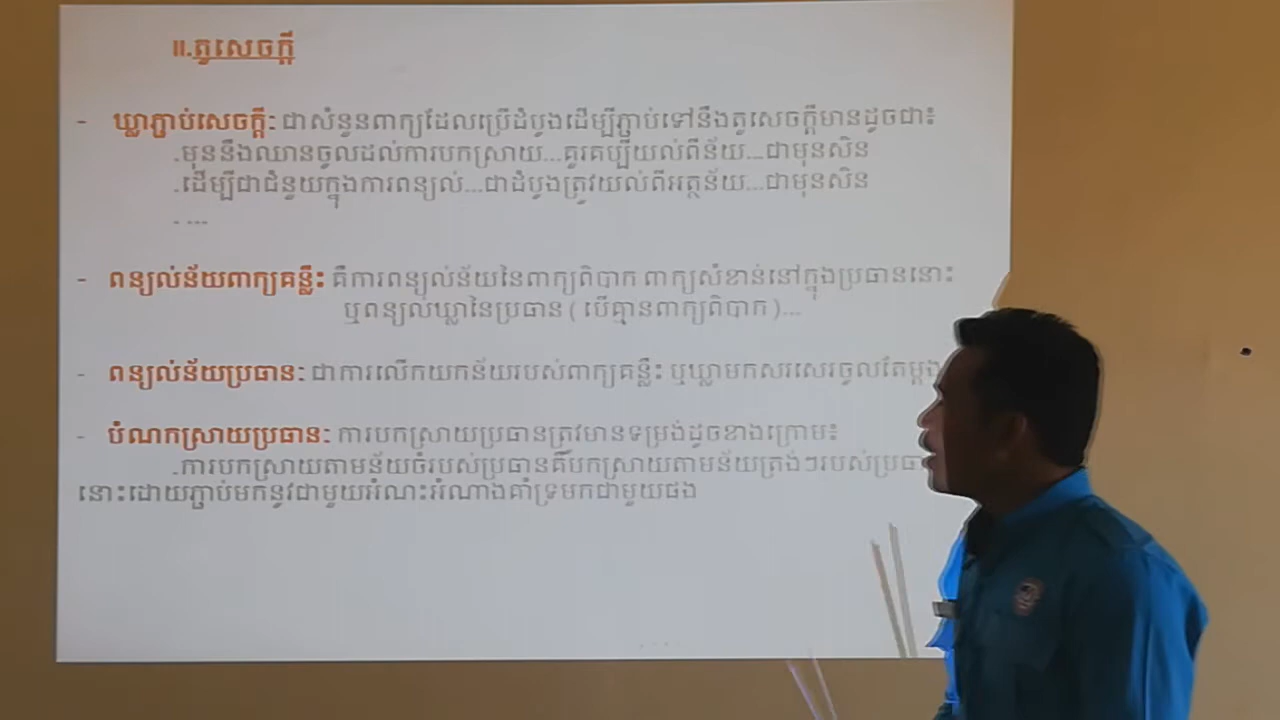 II.តួសេចក្ដី
- ឃ្លាភ្ជាប់សេចក្ដី: ជាសំនួនពាក្យដែលប្រើដំបូងដើម្បីភ្ជាប់ទៅនឹងតួសេចក្ដីមានដូចជា៖
.មុននឹងឈានចូលដល់ការបកស្រាយ...គួរគប្បីយល់ពីន័យ....ជាមុនសិន
.ដើម្បីជាជំនួយក្នុងការពន្យល់...ជាដំបូងត្រូវយល់ពីអត្ថន័យ...ជាមុនសិន
- ...
- ពន្យល់ន័យពាក្យគន្លឹះ គឺការពន្យល់ន័យនៃពាក្យពិបាក ពាក្យសំខាន់នៅក្នុងប្រធាននោះ
ឬពន្យល់ឃ្លានៃប្រធាន ( បើគ្មានពាក្យពិបាក )...
- ពន្យល់ន័យប្រធាន: ជាការលើកយកន័យរបស់ពាក្យគន្លឹះ ឬឃ្លាមកសរសេរចូលតែម្ដង
- បំណកស្រាយប្រធាន: ការបកស្រាយប្រធានត្រូវមានទម្រង់ដូចខាងក្រោម៖
.ការបកស្រាយតាមន័យចំរបស់ប្រធានគឺបកស្រាយតាមន័យត្រង់ៗរបស់
នោះដោយភ្ជាប់មកនូវជាមួយអំណះអំណាងគាំទ្រមកជាមួយផង